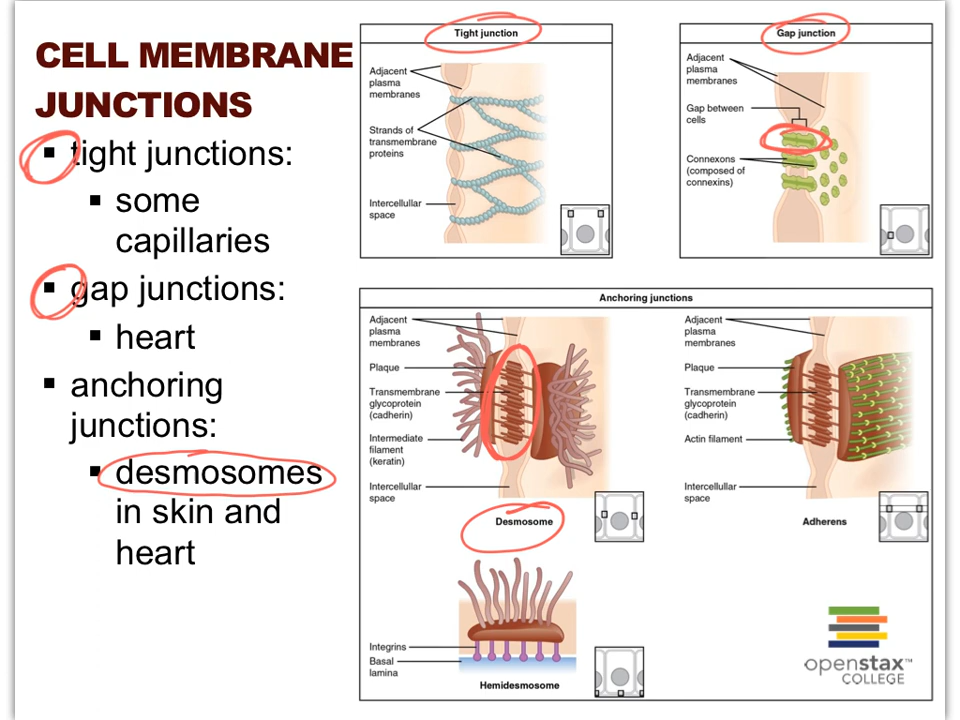 CELL MEMBRANE
JUNCTIONS
▪ tight junctions:
▪ some
capillaries
▪ gap junctions:
▪ heart
▪ anchoring
junctions:
▪ desmosomes
in skin and
heart
Tight junction
Adjacent
plasma
membranes
Strands of
transmembrane
proteins
Intercellular
space
Gap junction
Adjacent
plasma
membranes
Gap between
cells
Connexons
(composed of
connexins)
Anchoring junctions
Adjacent
plasma
membranes
Plaque
Transmembrane
glycoprotein
(cadherin)
Intermediate
filament
(keratin)
Intercellular
space
Desmosome
Adjacent
plasma
membranes
Plaque
Transmembrane
glycoprotein
(cadherin)
Actin filament
Intercellular
space
Adherens
Integrins
Basal
lamina
Hemidesmosome
openstax™
COLLEGE